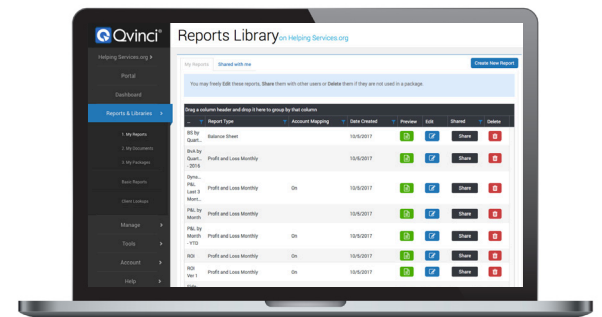 Qvinci®
Reports Library on Helping Services.org
Helping Services.org >
Portal
Dashboard
Reports & Libraries
1. My Reports
2. My Documents
3. My Packages
Basic Reports
Client Lookups
Manage
Tools
Account
Help
My Reports Shared with me
Create New Report
You may freely Edit these reports, Share them with other users or Delete them if they are not used in a package.
Drag a column header and drop it here to group by that column
... Report Type Account Mapping Date Created Preview Edit Shared Delete
BS by
Quart... Balance Sheet 10/5/2017 Share
BvA by
Quart... Profit and Loss Monthly 10/5/2017 Share
- 2016
Dyna...
P&L
Last 3 Profit and Loss Monthly On 10/5/2017 Share
Mont...
P&L by
Month Profit and Loss Monthly 10/5/2017 Share
P&L by
Month Profit and Loss Monthly On 10/5/2017 Share
- YTD
ROI Profit and Loss Monthly On 10/5/2017 Share
ROI
Ver 1 Profit and Loss Monthly On 10/5/2017 Share